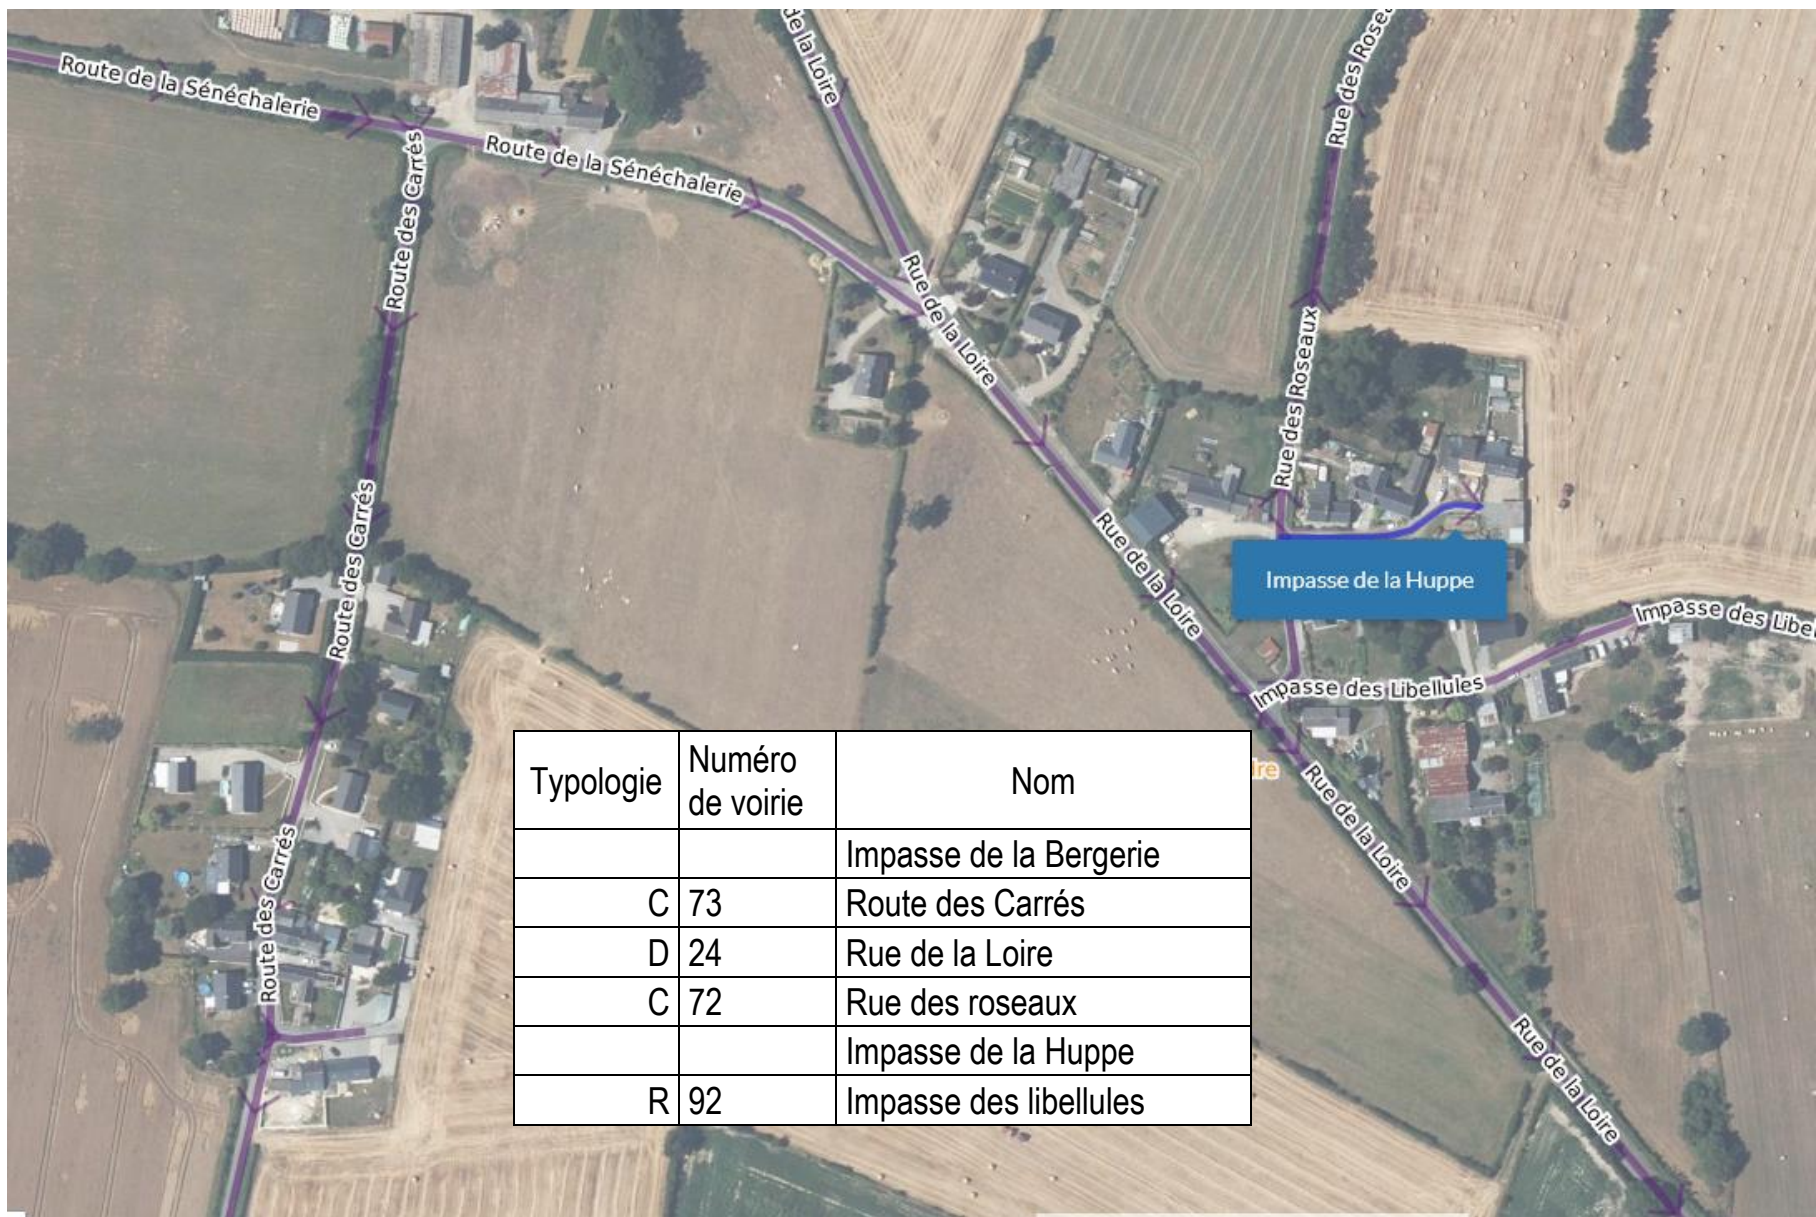 de la Loire
Rue des Rose
Route de la Sénéchalerie
Route des Carrés
Route de la Sénéchalerie
Rue de la Loire
Rue des Roseaux
Route des Carrés
Rue de la Loire
Impasse de la Huppe
Impasse des Libel
Impasse des Libellules
Typologie Numéro de voirie Nom
Impasse de la Bergerie
C 73 Route des Carrés
D 24 Rue de la Loire
C 72 Rue des roseaux
Impasse de la Huppe
R 92 Impasse des libellules
ire
Rue de la Loire
Route des Carrés
Rue de la Loire